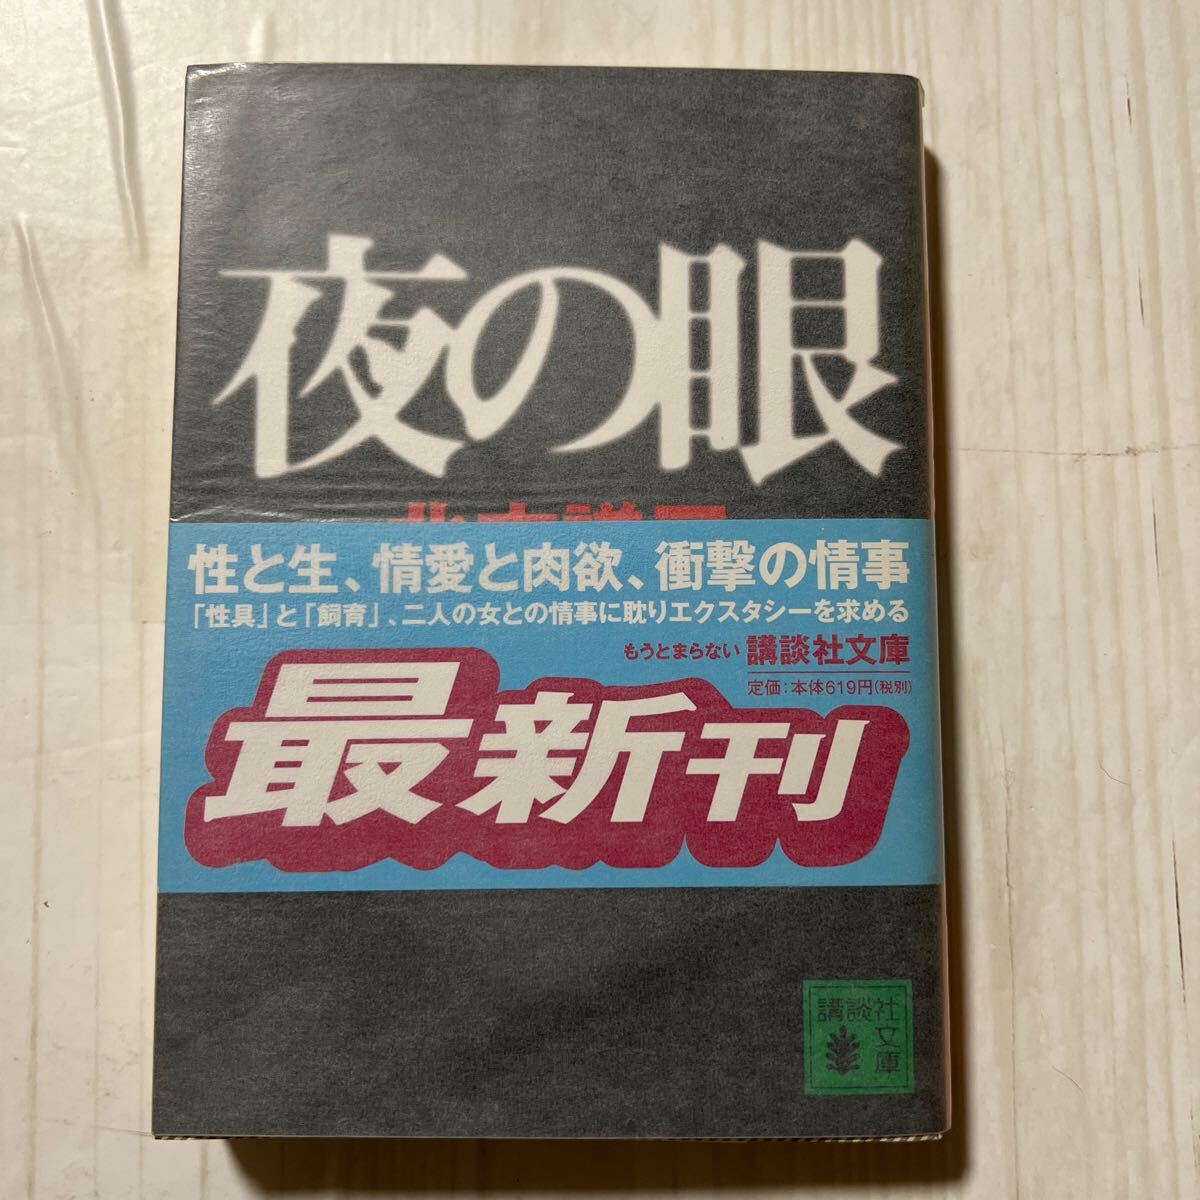 夜の眼
性と生、情愛と肉欲、衝撃の情事
「性具」と「飼育」、二人の女との情事に耽りエクスタシーを求める
もうとまらない 講談社文庫
定価:本体619円(税別)
最新刊
講談社文庫